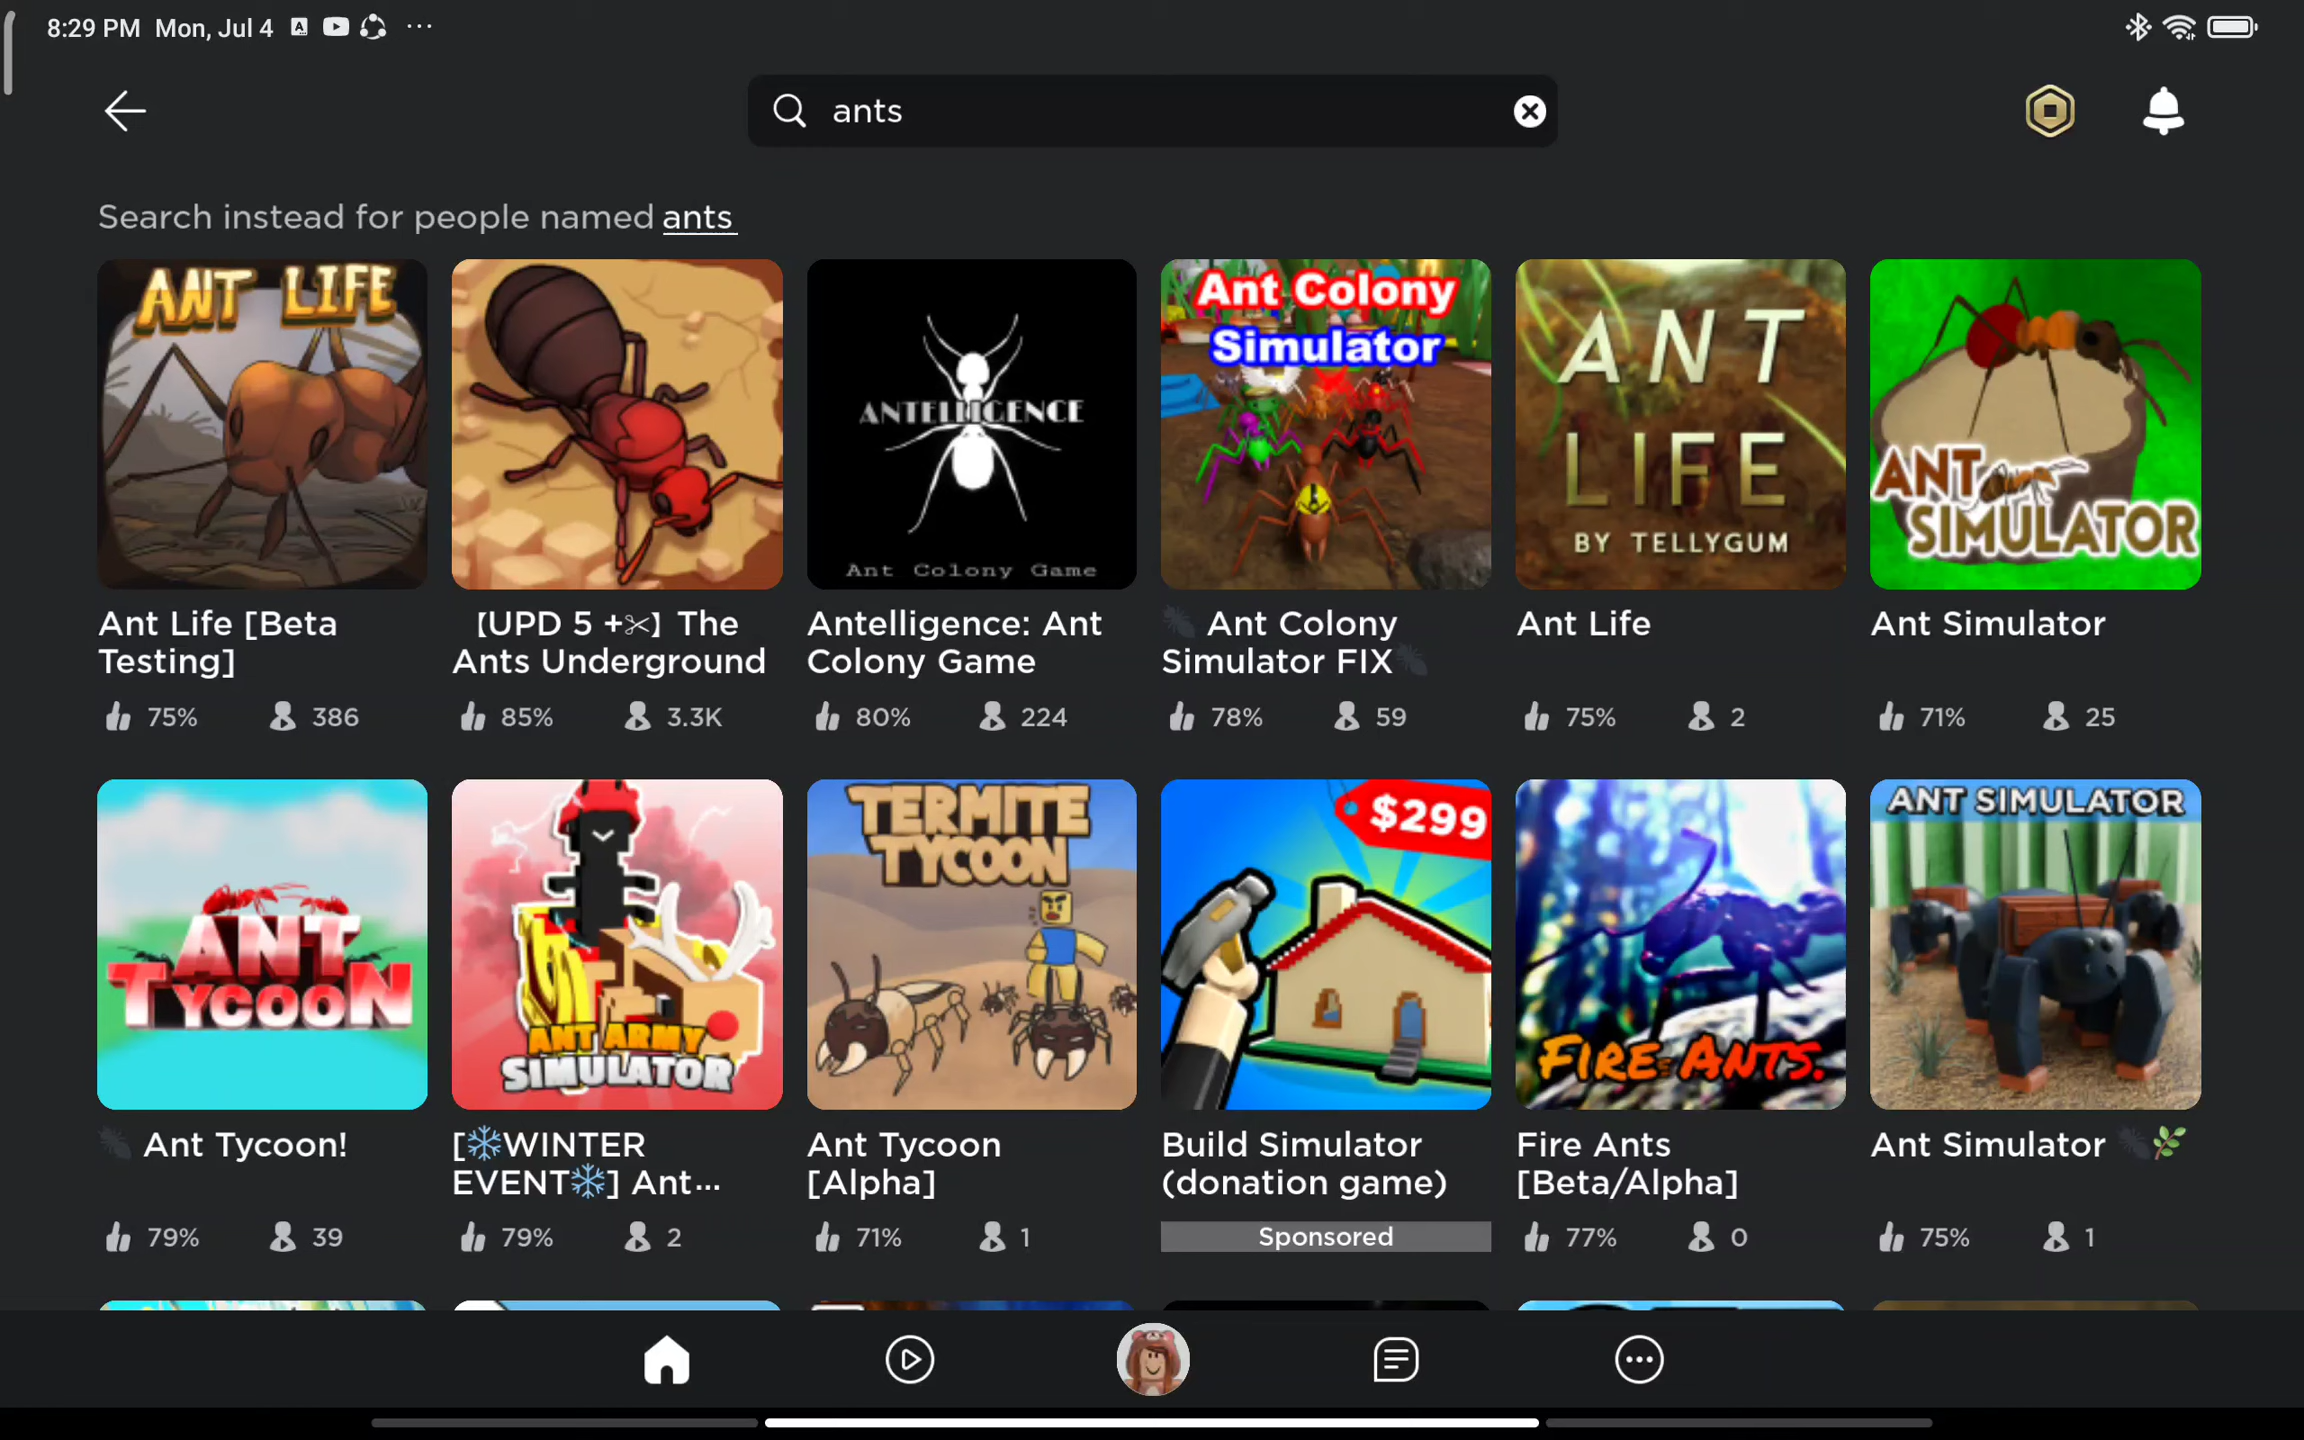 8:29 PM Mon, Jul 4
ants
Search instead for people named ants
ANT LIFE
ANTELLIGENCE
Ant Colony Game
Ant Colony
Simulator
ANT
LIFE
BY TELLYGUM
ANT
SIMULATOR
Ant Life [Beta
Testing]
【UPD 5 +✂】 The
Ants Underground
Antelligence: Ant
Colony Game
🐜 Ant Colony
Simulator FIX🐜
Ant Life
Ant Simulator
75% 386
85% 3.3K
80% 224
78% 59
75% 2
71% 25
ANT
TYCOON
ANT ARMY
SIMULATOR
TERMITE
TYCOON
$299
FIRE ANTS.
ANT SIMULATOR
🐜 Ant Tycoon!
[❄️WINTER
EVENT❄️] Ant...
Ant Tycoon
[Alpha]
Build Simulator
(donation game)
Fire Ants
[Beta/Alpha]
Ant Simulator 🐜🌿
79% 39
79% 2
71% 1
Sponsored
77% 0
75% 1